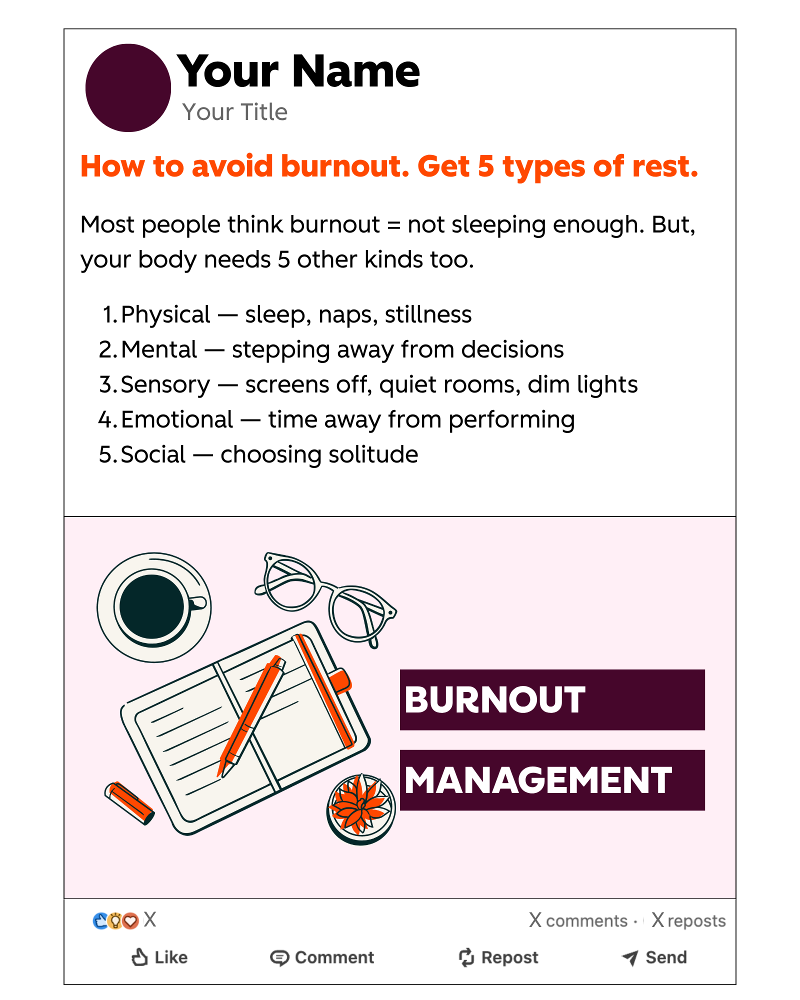 Your Name
Your Title
How to avoid burnout. Get 5 types of rest.
Most people think burnout = not sleeping enough. But,
your body needs 5 other kinds too.
1. Physical — sleep, naps, stillness
2. Mental — stepping away from decisions
3. Sensory — screens off, quiet rooms, dim lights
4. Emotional — time away from performing
5. Social — choosing solitude
BURNOUT
MANAGEMENT
X
X comments · X reposts
Like Comment Repost Send